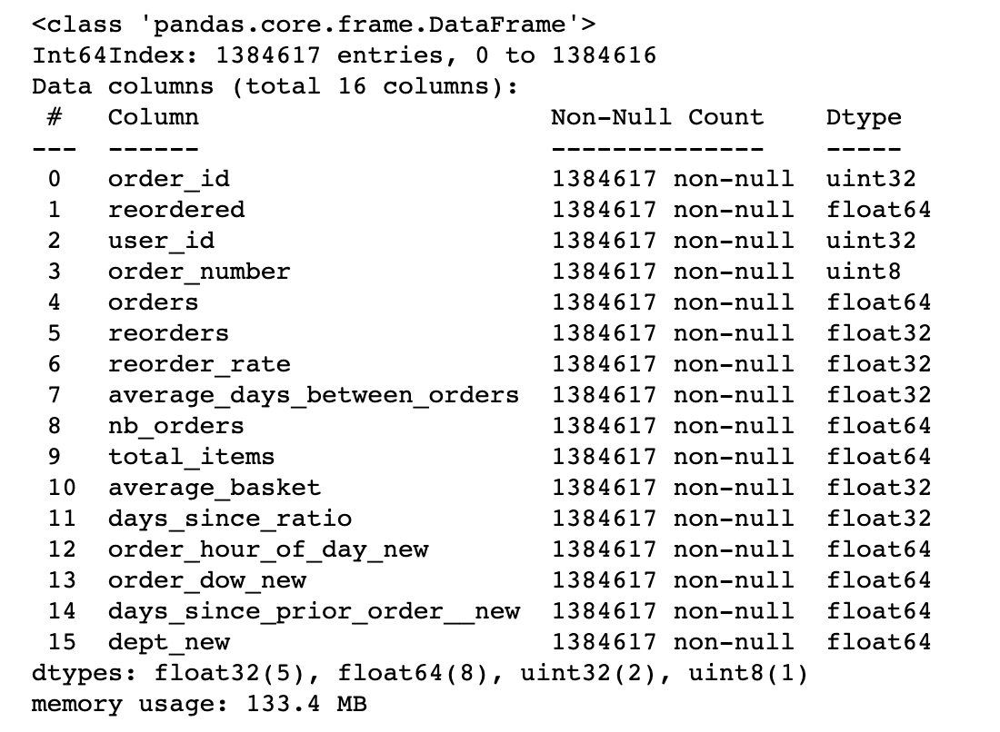 <class 'pandas.core.frame.DataFrame'>
Int64Index: 1384617 entries, 0 to 1384616
Data columns (total 16 columns):
 #   Column                       Non-Null Count    Dtype
---  ------                       --------------    -----
 0   order_id                     1384617 non-null  uint32
 1   reordered                    1384617 non-null  float64
 2   user_id                      1384617 non-null  uint32
 3   order_number                 1384617 non-null  uint8
 4   orders                       1384617 non-null  float64
 5   reorders                     1384617 non-null  float32
 6   reorder_rate                 1384617 non-null  float32
 7   average_days_between_orders  1384617 non-null  float32
 8   nb_orders                    1384617 non-null  float64
 9   total_items                  1384617 non-null  float64
 10  average_basket               1384617 non-null  float32
 11  days_since_ratio             1384617 non-null  float32
 12  order_hour_of_day_new        1384617 non-null  float64
 13  order_dow_new                1384617 non-null  float64
 14  days_since_prior_order__new  1384617 non-null  float64
 15  dept_new                     1384617 non-null  float64
dtypes: float32(5), float64(8), uint32(2), uint8(1)
memory usage: 133.4 MB